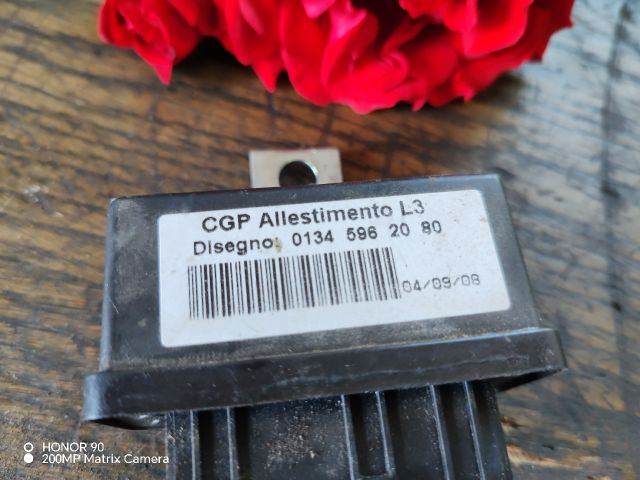 CGP Allestimento L3
Disegno: 0134 596 20 80
04/09/08
HONOR 90
200MP Matrix Camera